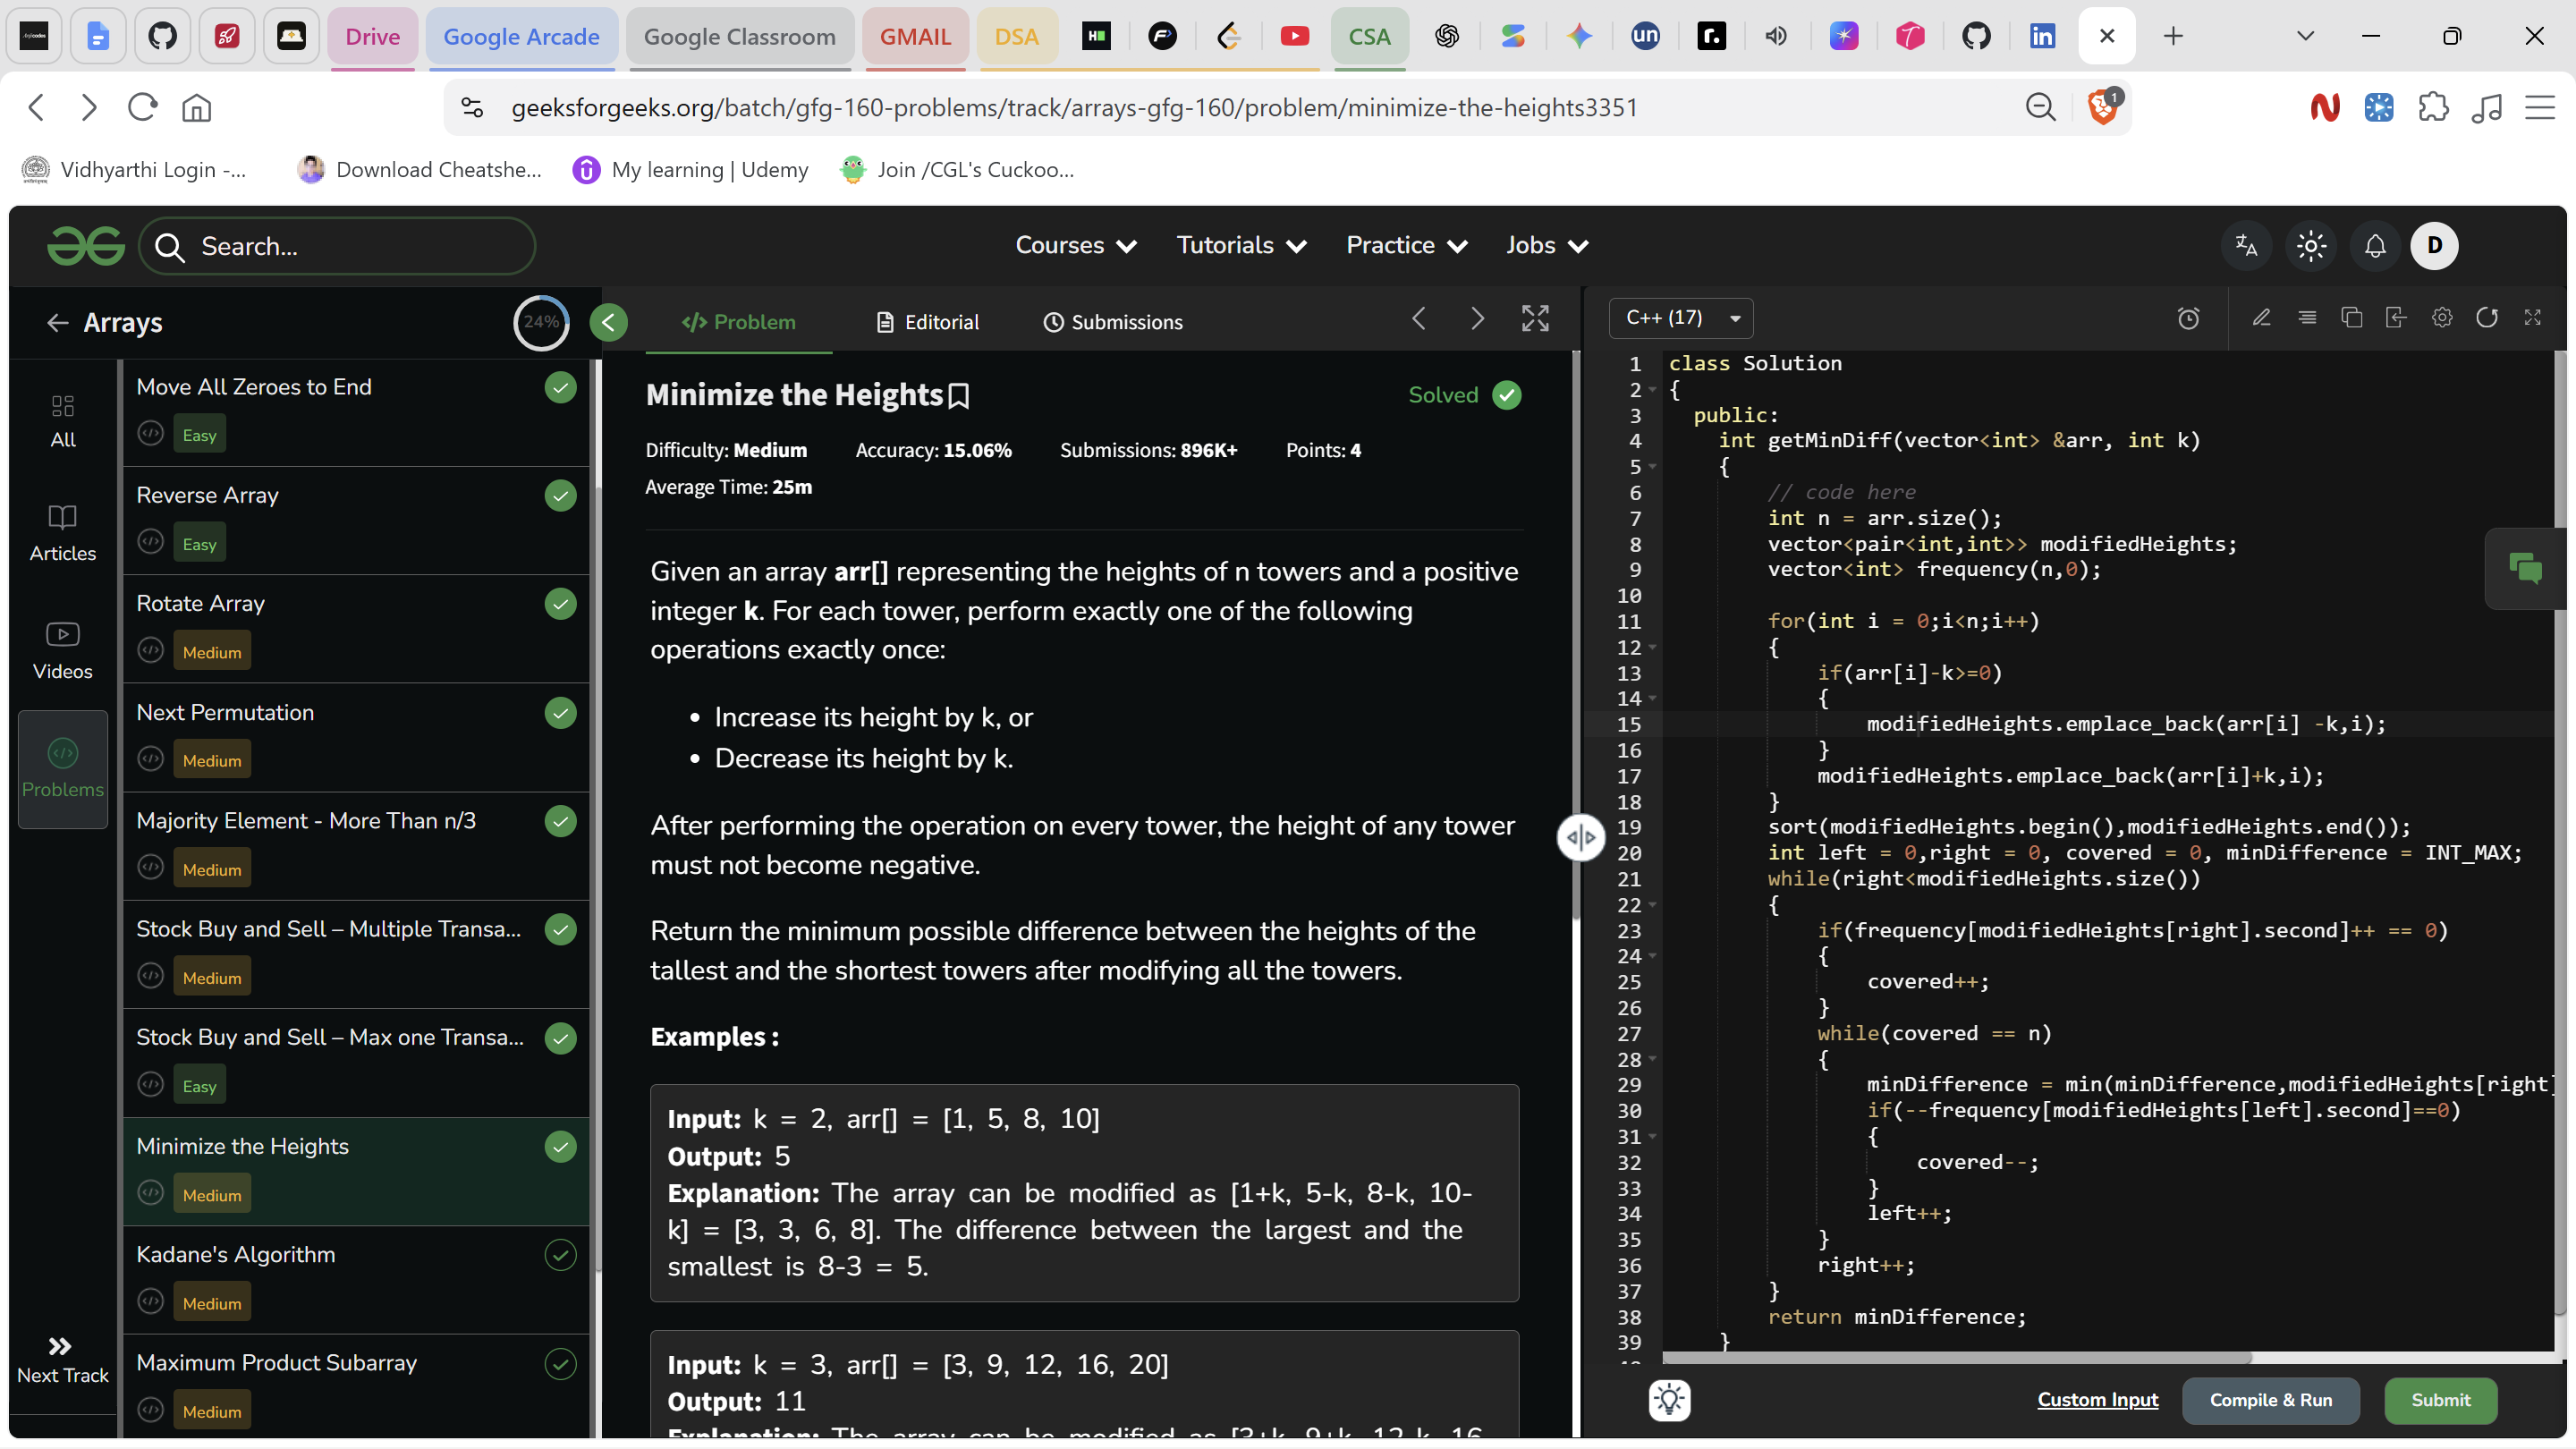 Drive
Google Arcade
Google Classroom
GMAIL
DSA
CSA
geeksforgeeks.org/batch/gfg-160-problems/track/arrays-gfg-160/problem/minimize-the-heights3351
1
Vidhyarthi Login -...
Download Cheatshe...
My learning | Udemy
Join /CGL's Cuckoo...
Search...
Courses
Tutorials
Practice
Jobs
D
Arrays
24%
All
Articles
Videos
Problems
Next Track
Move All Zeroes to End
Easy
Reverse Array
Easy
Rotate Array
Medium
Next Permutation
Medium
Majority Element - More Than n/3
Medium
Stock Buy and Sell – Multiple Transa...
Medium
Stock Buy and Sell – Max one Transa...
Easy
Minimize the Heights
Medium
Kadane's Algorithm
Medium
Maximum Product Subarray
Medium
Problem
Editorial
Submissions
Minimize the Heights
Solved
Difficulty: Medium Accuracy: 15.06% Submissions: 896K+ Points: 4
Average Time: 25m
Given an array arr[] representing the heights of n towers and a positive
integer k. For each tower, perform exactly one of the following
operations exactly once:
• Increase its height by k, or
• Decrease its height by k.
After performing the operation on every tower, the height of any tower
must not become negative.
Return the minimum possible difference between the heights of the
tallest and the shortest towers after modifying all the towers.
Examples :
Input: k = 2, arr[] = [1, 5, 8, 10]
Output: 5
Explanation: The array can be modified as [1+k, 5-k, 8-k, 10-
k] = [3, 3, 6, 8]. The difference between the largest and the
smallest is 8-3 = 5.
Input: k = 3, arr[] = [3, 9, 12, 16, 20]
Output: 11
Explanation: The array can be modified as [3+k, 9+k, 12-k, 16-
C++ (17)
1 class Solution
2 {
3 public:
4 int getMinDiff(vector<int> &arr, int k)
5 {
6 // code here
7 int n = arr.size();
8 vector<pair<int,int>> modifiedHeights;
9 vector<int> frequency(n,0);
10
11 for(int i = 0;i<n;i++)
12 {
13 if(arr[i]-k>=0)
14 {
15 modifiedHeights.emplace_back(arr[i] -k,i);
16 }
17 modifiedHeights.emplace_back(arr[i]+k,i);
18 }
19 sort(modifiedHeights.begin(),modifiedHeights.end());
20 int left = 0,right = 0, covered = 0, minDifference = INT_MAX;
21 while(right<modifiedHeights.size())
22 {
23 if(frequency[modifiedHeights[right].second]++ == 0)
24 {
25 covered++;
26 }
27 while(covered == n)
28 {
29 minDifference = min(minDifference,modifiedHeights[right]
30 if(--frequency[modifiedHeights[left].second]==0)
31 {
32 covered--;
33 }
34 left++;
35 }
36 right++;
37 }
38 return minDifference;
39 }
Custom Input
Compile & Run
Submit